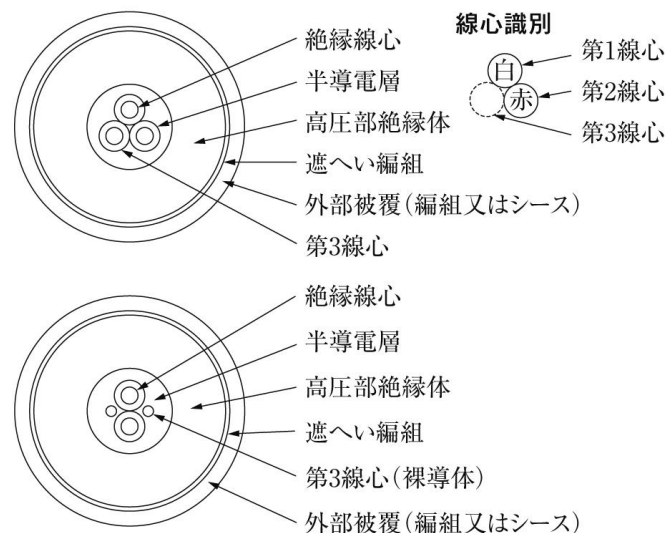 絶縁線心
半導電層
高圧部絶縁体
遮へい編組
外部被覆（編組又はシース）
第3線心
線心識別
白
赤
第1線心
第2線心
第3線心
絶縁線心
半導電層
高圧部絶縁体
遮へい編組
第3線心（裸導体）
外部被覆（編組又はシース）